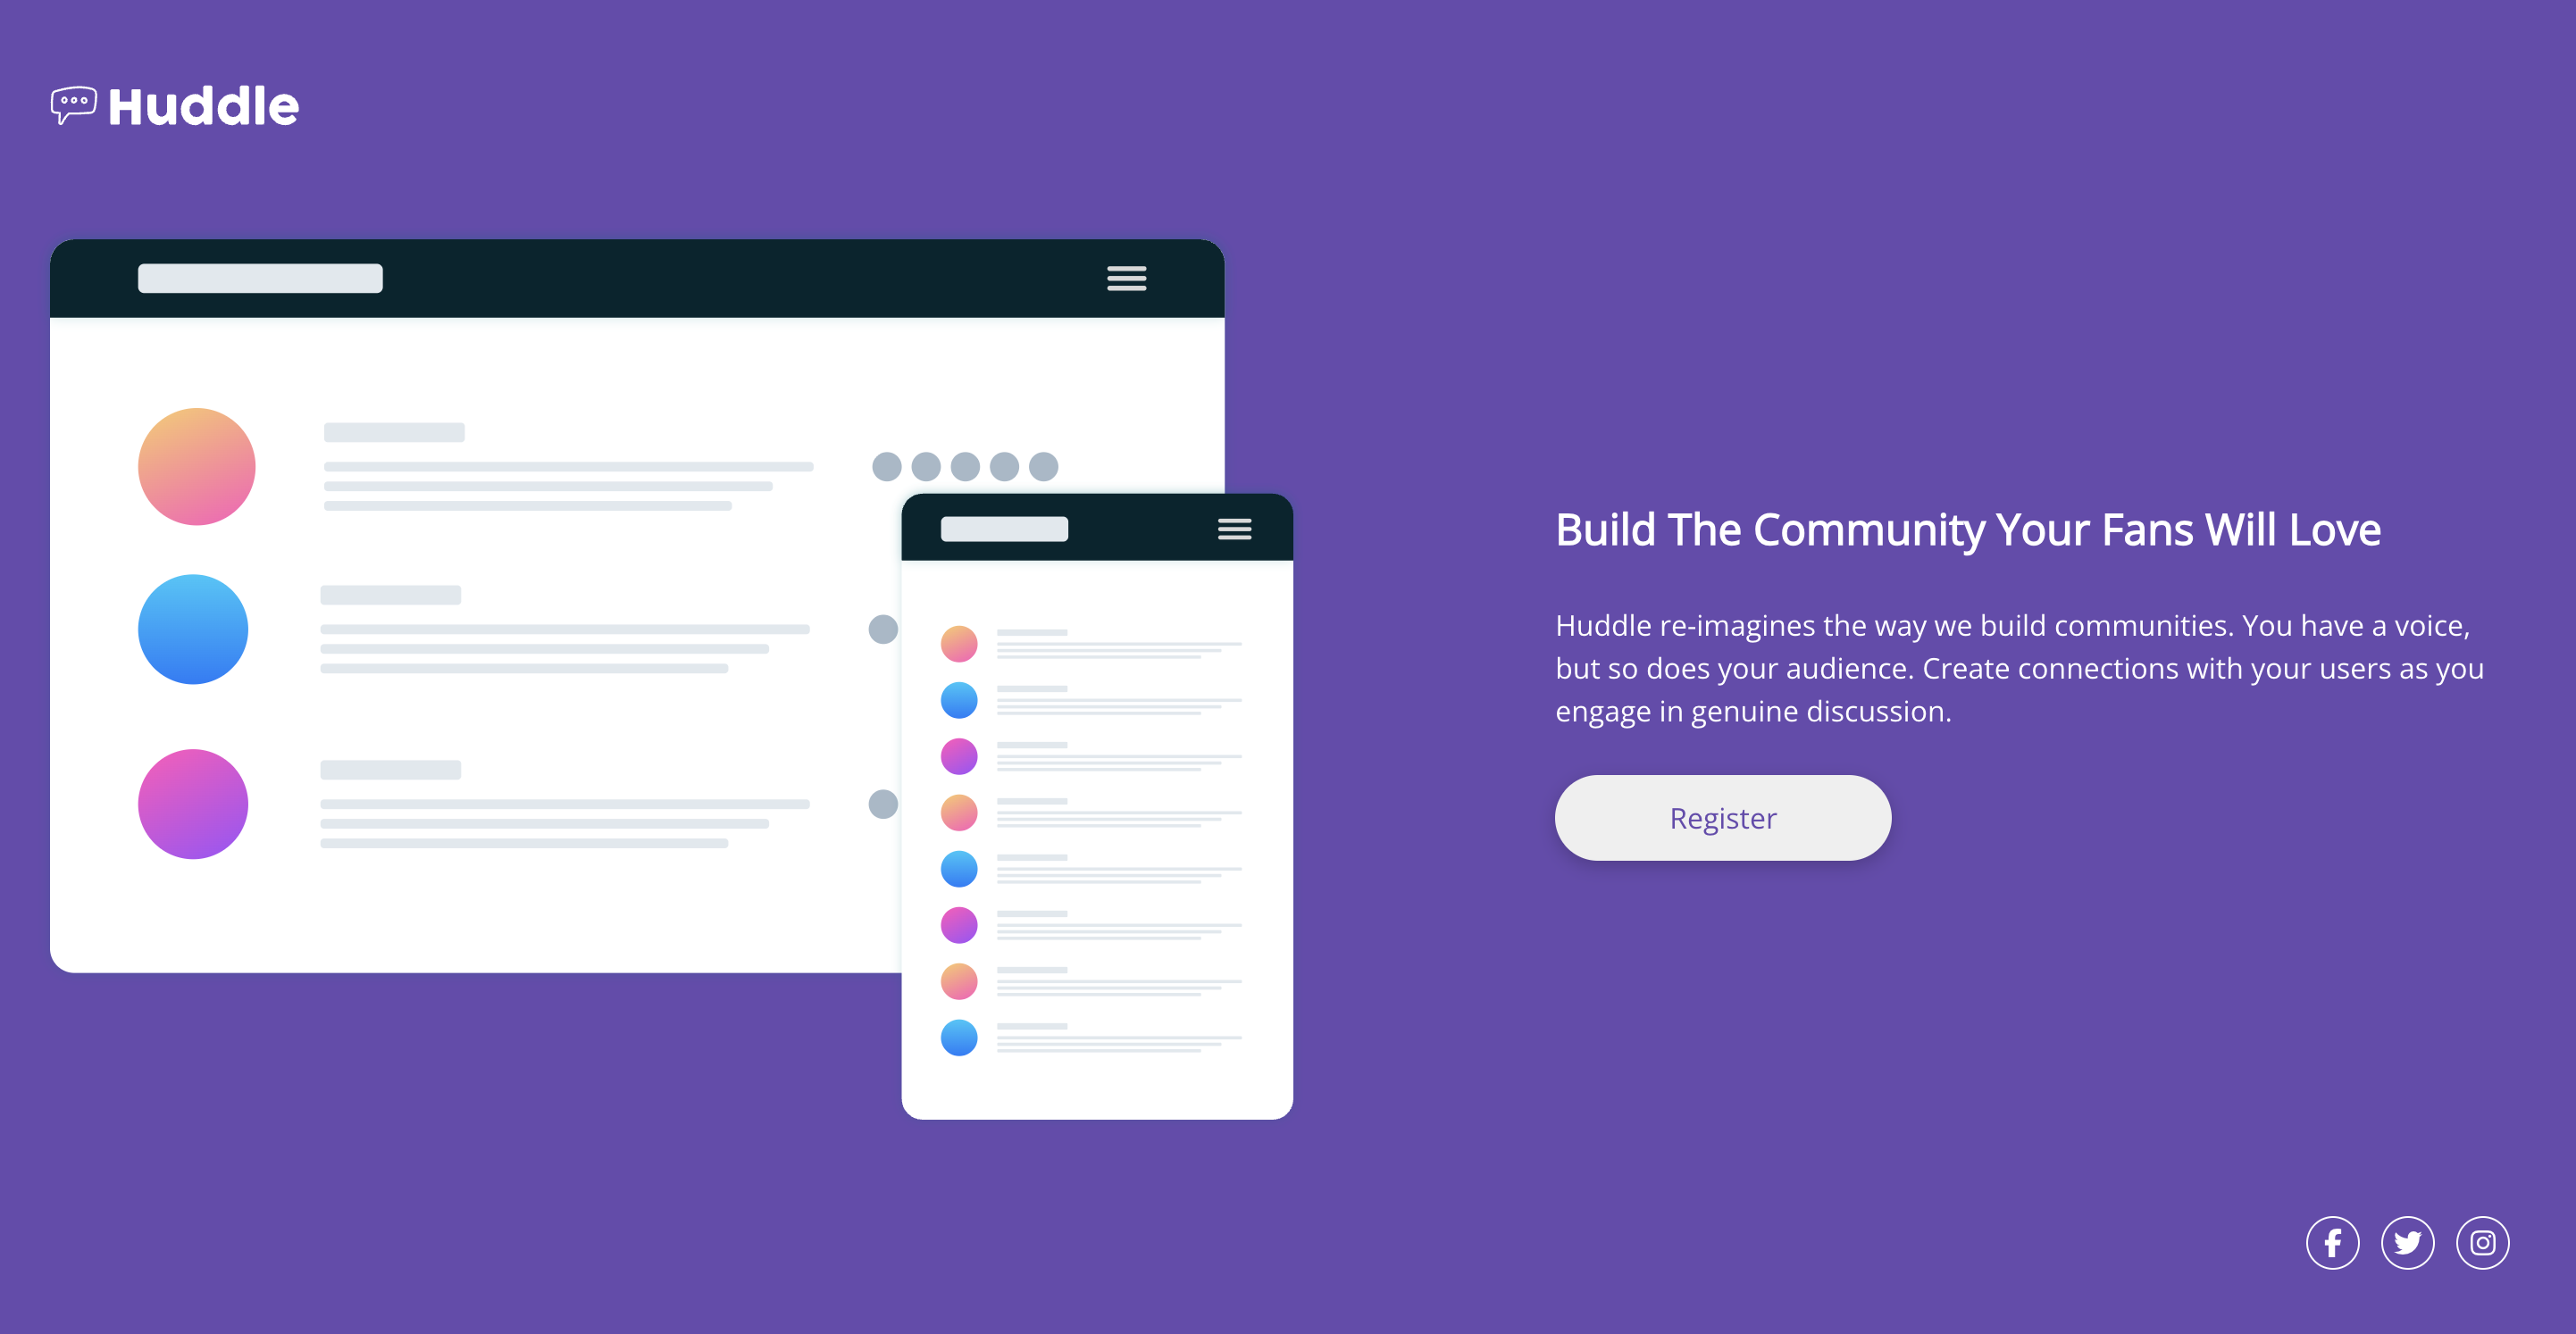 Huddle
Build The Community Your Fans Will Love
Huddle re-imagines the way we build communities. You have a voice,
but so does your audience. Create connections with your users as you
engage in genuine discussion.
Register